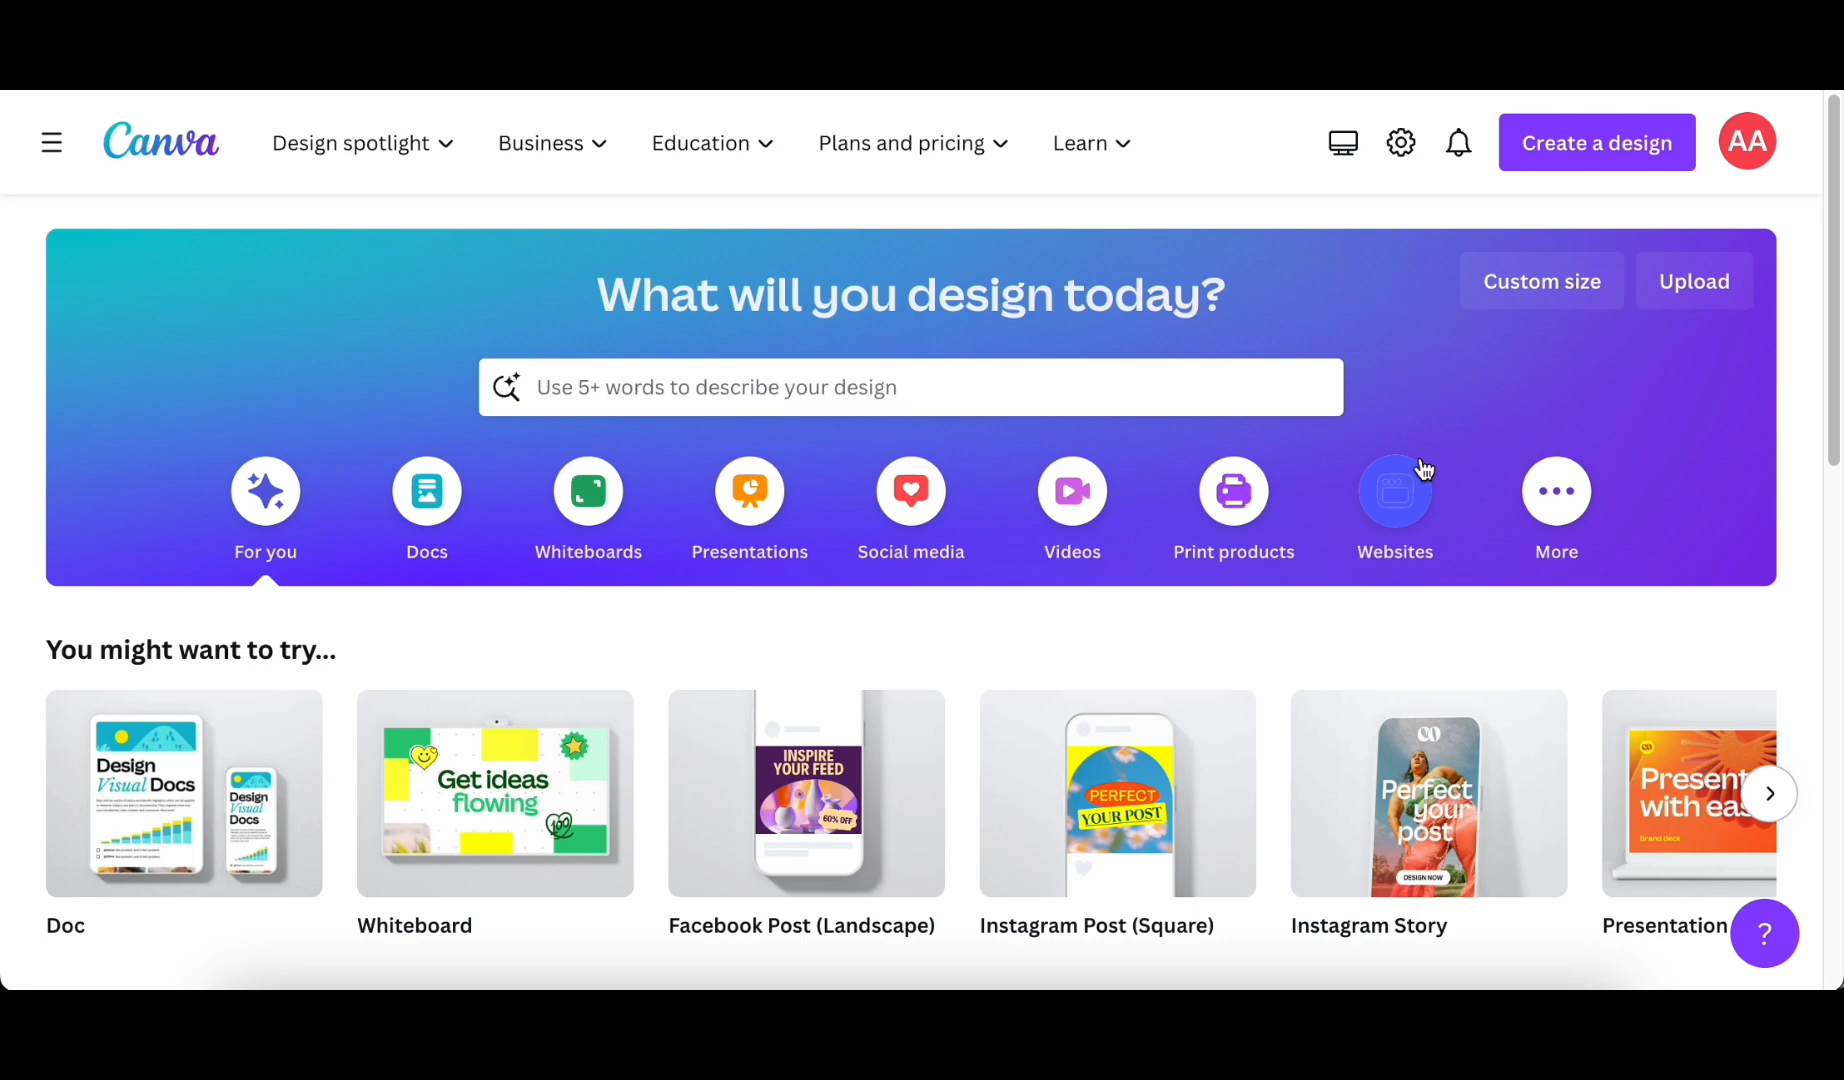 Canva
Design spotlight
Business
Education
Plans and pricing
Learn
Create a design
AA
What will you design today?
Custom size
Upload
Use 5+ words to describe your design
For you
Docs
Whiteboards
Presentations
Social media
Videos
Print products
Websites
More
You might want to try...
Design
Visual Docs
Design
Visual
Docs
Get ideas
flowing
100
INSPIRE
YOUR FEED
60% OFF
PERFECT
YOUR POST
Perfect
your
post
DESIGN NOW
Present
with eas
Brand deck
Doc
Whiteboard
Facebook Post (Landscape)
Instagram Post (Square)
Instagram Story
Presentation
?